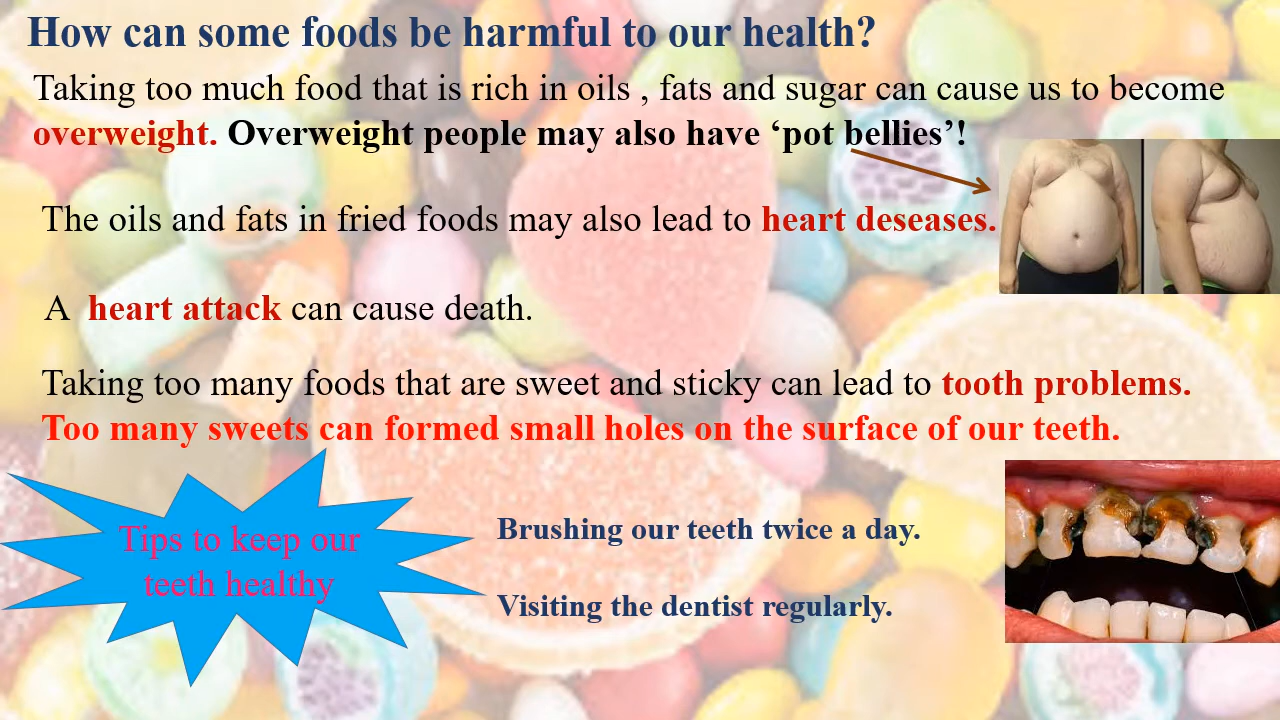 How can some foods be harmful to our health?
Taking too much food that is rich in oils , fats and sugar can cause us to become
overweight. Overweight people may also have ‘pot bellies’!
The oils and fats in fried foods may also lead to heart deseases.
A heart attack can cause death.
Taking too many foods that are sweet and sticky can lead to tooth problems.
Too many sweets can formed small holes on the surface of our teeth.
Tips to keep our
teeth healthy
Brushing our teeth twice a day.
Visiting the dentist regularly.